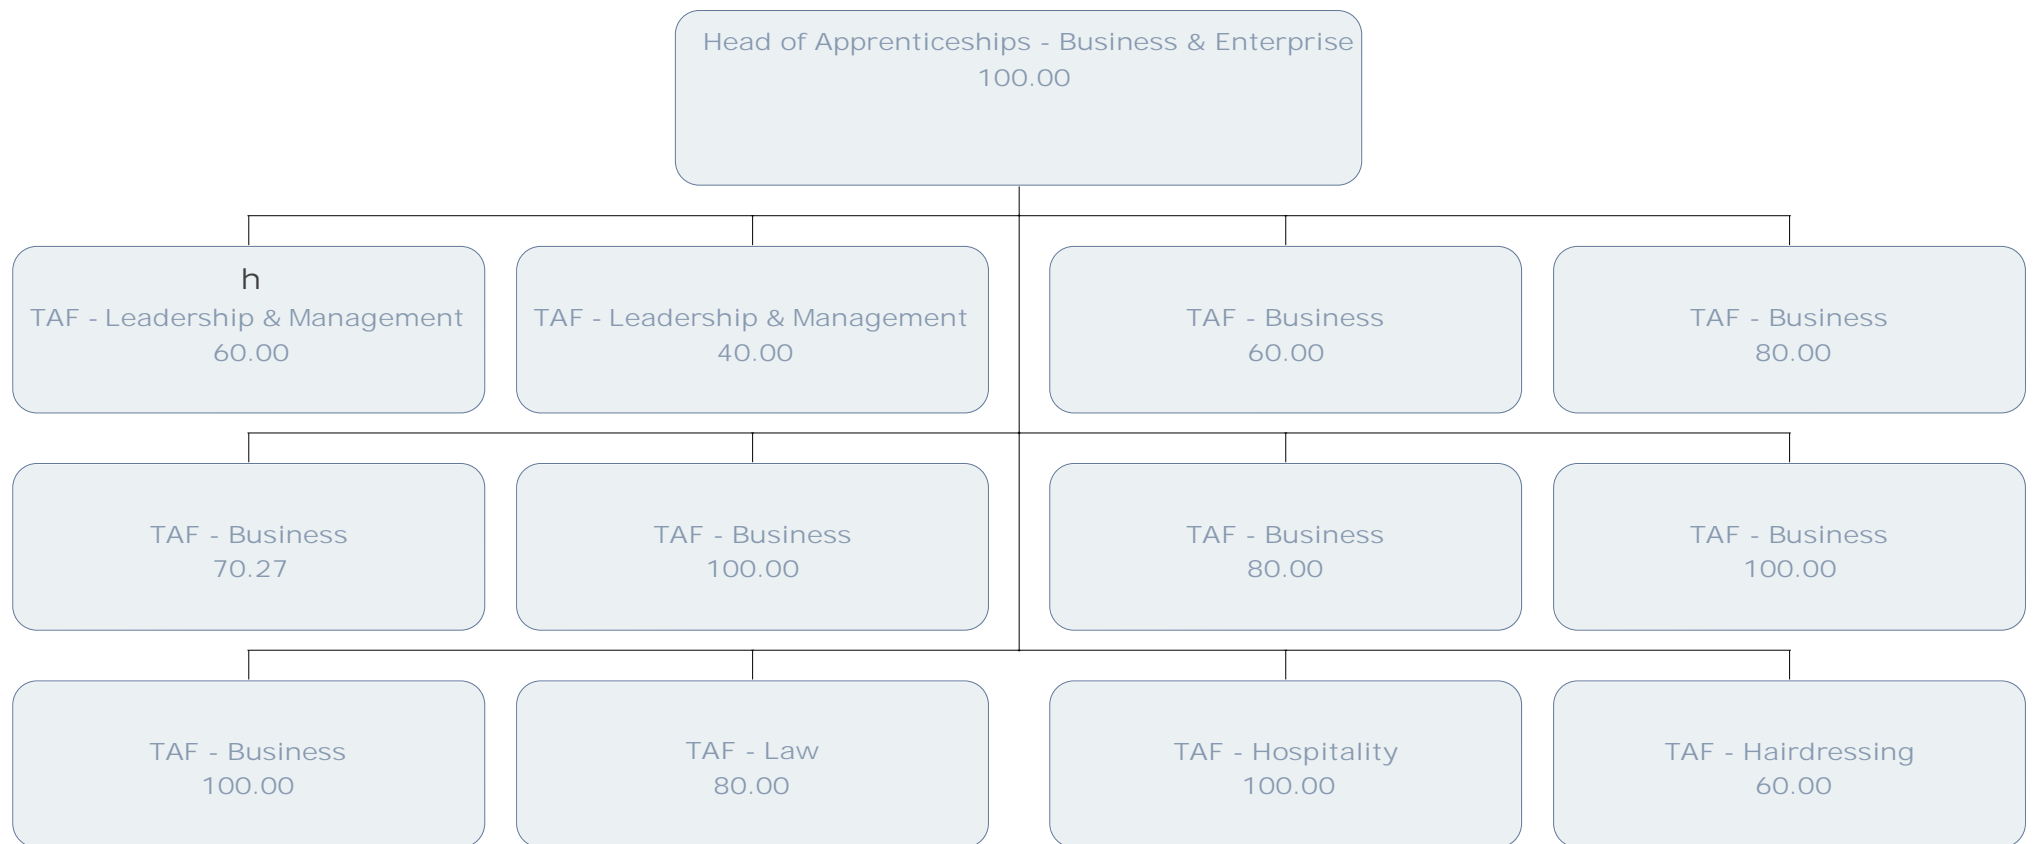 Head of Apprenticeships - Business & Enterprise
100.00
h
TAF - Leadership & Management
60.00
TAF - Leadership & Management
40.00
TAF - Business
60.00
TAF - Business
80.00
TAF - Business
70.27
TAF - Business
100.00
TAF - Business
80.00
TAF - Business
100.00
TAF - Business
100.00
TAF - Law
80.00
TAF - Hospitality
100.00
TAF - Hairdressing
60.00